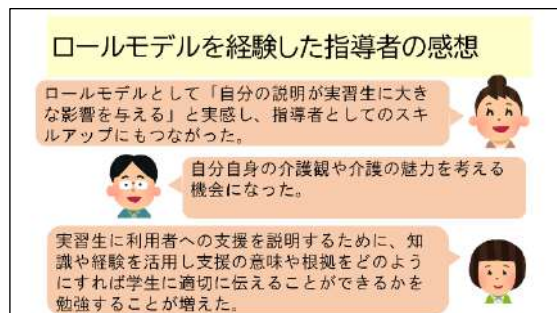 ロールモデルを経験した指導者の感想
ロールモデルとして「自分の説明が実習生に大き
な影響を与える」と実感し、指導者としてのスキ
ルアップにもつながった。
自分自身の介護観や介護の魅力を考える
機会になった。
実習生に利用者への支援を説明するために、知
識や経験を活用し支援の意味や根拠をどのよう
にすれば学生に適切に伝えることができるかを
勉強することが増えた。